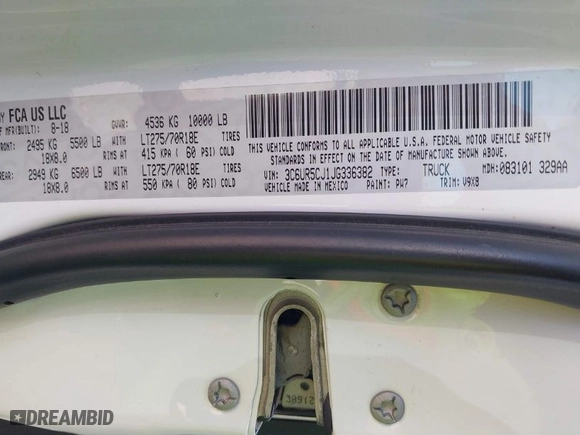 Y FCA US LLC
F MFR(BUILT): 8-18 GVWR: 4536 KG 10000 LB
RONT: 2495 KG 5500 LB WITH LT275/70R18E TIRES
18X8.0 RIMS AT 415 KPA ( 60 PSI) COLD
REAR: 2949 KG 6500 LB WITH LT275/70R18E TIRES
18X8.0 RIMS AT 550 KPA ( 80 PSI) COLD
THIS VEHICLE CONFORMS TO ALL APPLICABLE U.S.A. FEDERAL MOTOR VEHICLE SAFETY
STANDARDS IN EFFECT ON THE DATE OF MANUFACTURE SHOWN ABOVE.
VIN: 3C6UR5CJ1JG336382 TYPE: TRUCK MDH: 083101 329AA
VEHICLE MADE IN MEXICO PAINT: PW7 TRIM: V9X8
38912
DREAMBID